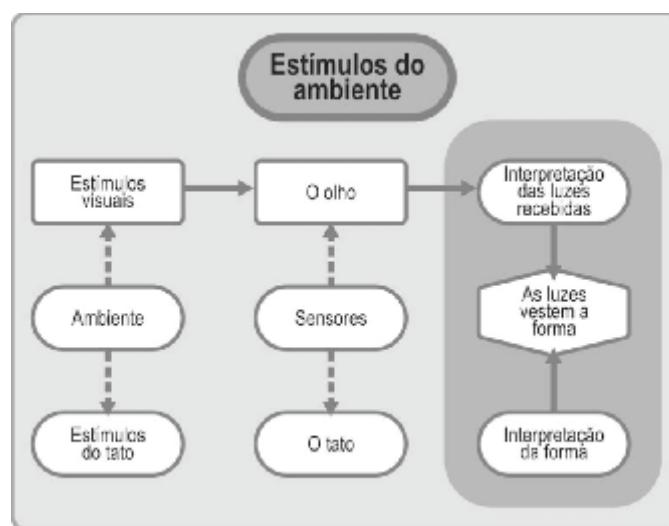 Estímulos do
ambiente
Estímulos
visuais
O olho
Interpretação
das luzes
recebidas
Ambiente
Sensores
As luzes
vestem a
forma
Estímulos
do tato
O tato
Interpretação
da forma